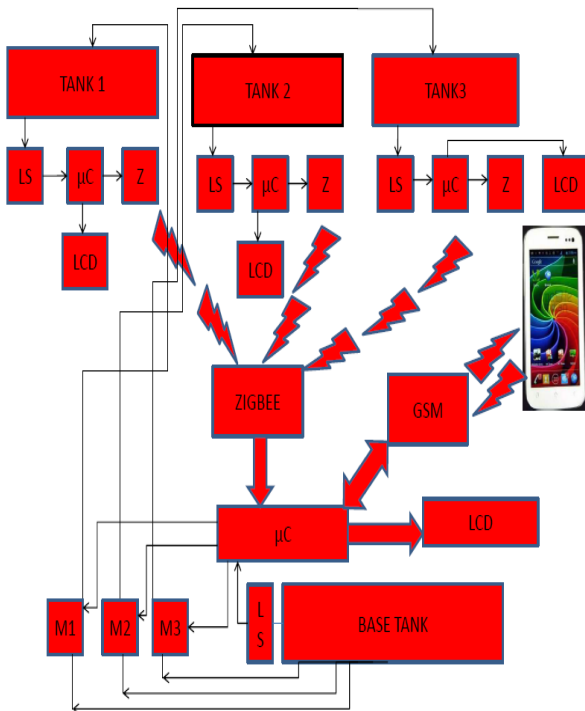 TANK 1
TANK 2
TANK3
LS
µC
Z
LS
µC
Z
LS
µC
Z
LCD
LCD
LCD
ZIGBEE
GSM
µC
LCD
M1
M2
M3
L
S
BASE TANK